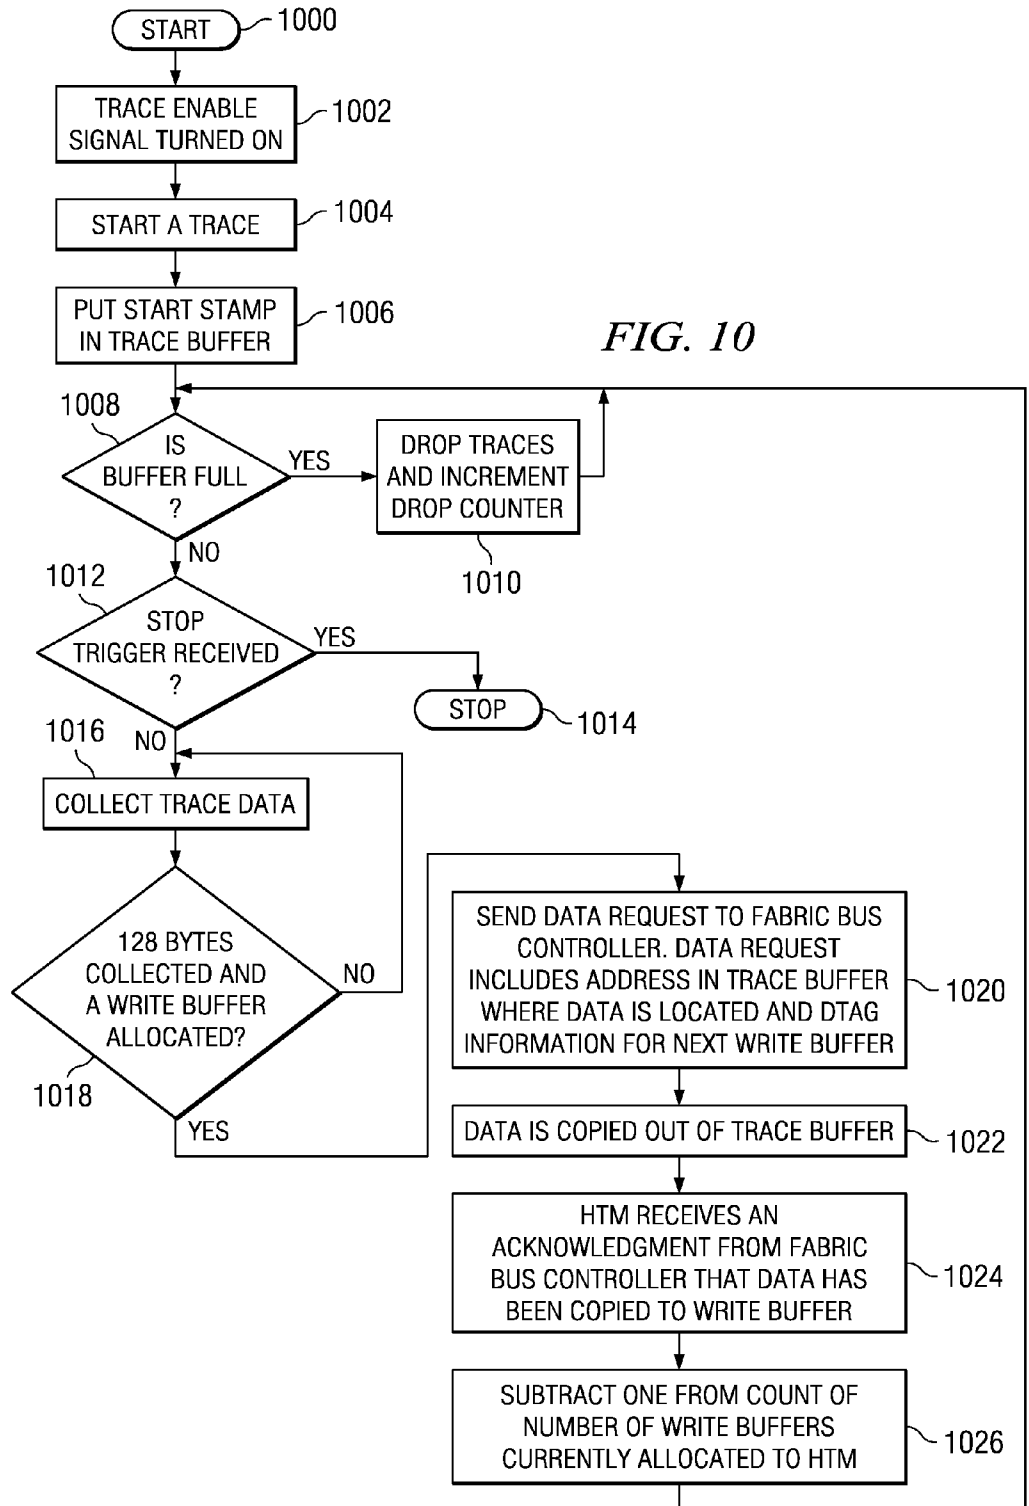 START
1000
TRACE ENABLE
SIGNAL TURNED ON
1002
START A TRACE
1004
PUT START STAMP
IN TRACE BUFFER
1006
FIG. 10
1008
IS
BUFFER FULL
?
YES
DROP TRACES
AND INCREMENT
DROP COUNTER
1010
NO
1012
STOP
TRIGGER RECEIVED
?
YES
STOP
1014
NO
1016
COLLECT TRACE DATA
128 BYTES
COLLECTED AND
A WRITE BUFFER
ALLOCATED?
NO
1018
YES
SEND DATA REQUEST TO FABRIC BUS
CONTROLLER. DATA REQUEST
INCLUDES ADDRESS IN TRACE BUFFER
WHERE DATA IS LOCATED AND DTAG
INFORMATION FOR NEXT WRITE BUFFER
1020
DATA IS COPIED OUT OF TRACE BUFFER
1022
HTM RECEIVES AN
ACKNOWLEDGMENT FROM FABRIC
BUS CONTROLLER THAT DATA HAS
BEEN COPIED TO WRITE BUFFER
1024
SUBTRACT ONE FROM COUNT OF
NUMBER OF WRITE BUFFERS
CURRENTLY ALLOCATED TO HTM
1026